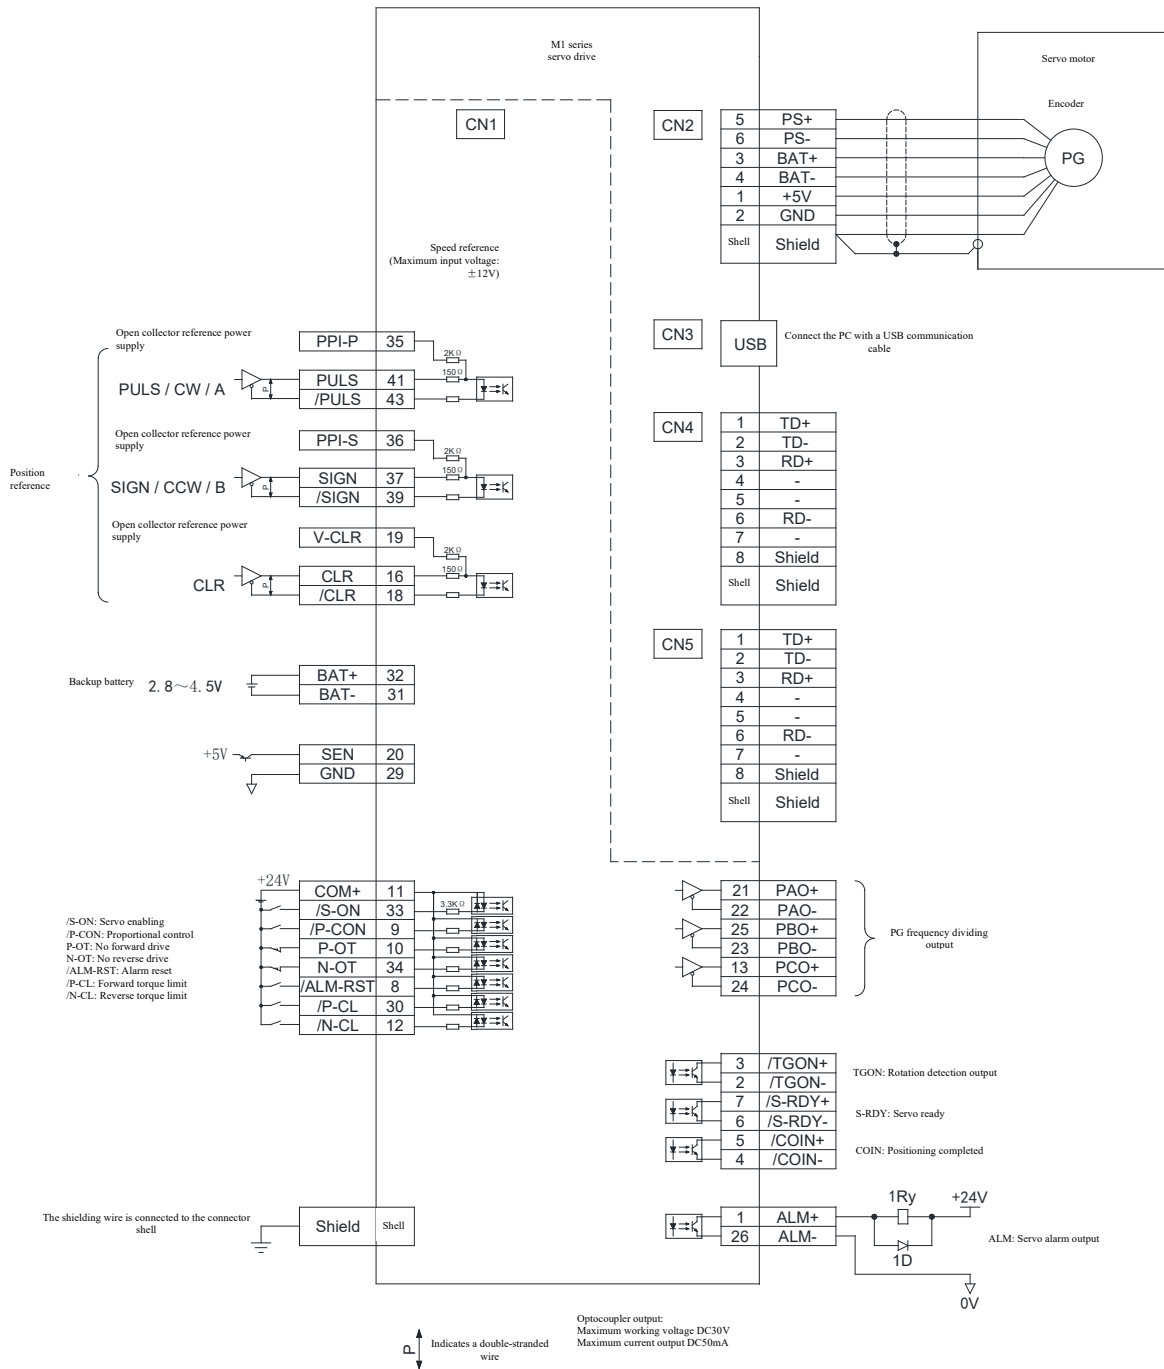 M1 series
servo drive
Servo motor
Encoder
PG
CN1
CN2
5 PS+
6 PS-
3 BAT+
4 BAT-
1 +5V
2 GND
Shell Shield
Speed reference
(Maximum input voltage:
±12V)
CN3
USB
Connect the PC with a USB communication
cable
Position
reference
Open collector reference power
supply
PPI-P 35
2KΩ
150Ω
PULS / CW / A
P
PULS 41
/PULS 43
Open collector reference power
supply
PPI-S 36
2KΩ
150Ω
SIGN / CCW / B
P
SIGN 37
/SIGN 39
Open collector reference power
supply
V-CLR 19
2KΩ
150Ω
CLR
P
CLR 16
/CLR 18
CN4
1 TD+
2 TD-
3 RD+
4 -
5 -
6 RD-
7 -
8 Shield
Shell Shield
CN5
1 TD+
2 TD-
3 RD+
4 -
5 -
6 RD-
7 -
8 Shield
Shell Shield
Backup battery
2.8～4.5V
BAT+ 32
BAT- 31
+5V
SEN 20
GND 29
+24V
COM+ 11
/S-ON 33
3.3KΩ
/P-CON 9
P-OT 10
N-OT 34
/ALM-RST 8
/P-CL 30
/N-CL 12
/S-ON: Servo enabling
/P-CON: Proportional control
P-OT: No forward drive
N-OT: No reverse drive
/ALM-RST: Alarm reset
/P-CL: Forward torque limit
/N-CL: Reverse torque limit
21 PAO+
22 PAO-
25 PBO+
23 PBO-
13 PCO+
24 PCO-
PG frequency dividing
output
3 /TGON+
2 /TGON-
TGON: Rotation detection output
7 /S-RDY+
6 /S-RDY-
S-RDY: Servo ready
5 /COIN+
4 /COIN-
COIN: Positioning completed
The shielding wire is connected to the connector
shell
Shield Shell
1 ALM+
26 ALM-
1Ry
+24V
1D
ALM: Servo alarm output
0V
P
Indicates a double-stranded
wire
Optocoupler output:
Maximum working voltage DC30V
Maximum current output DC50mA